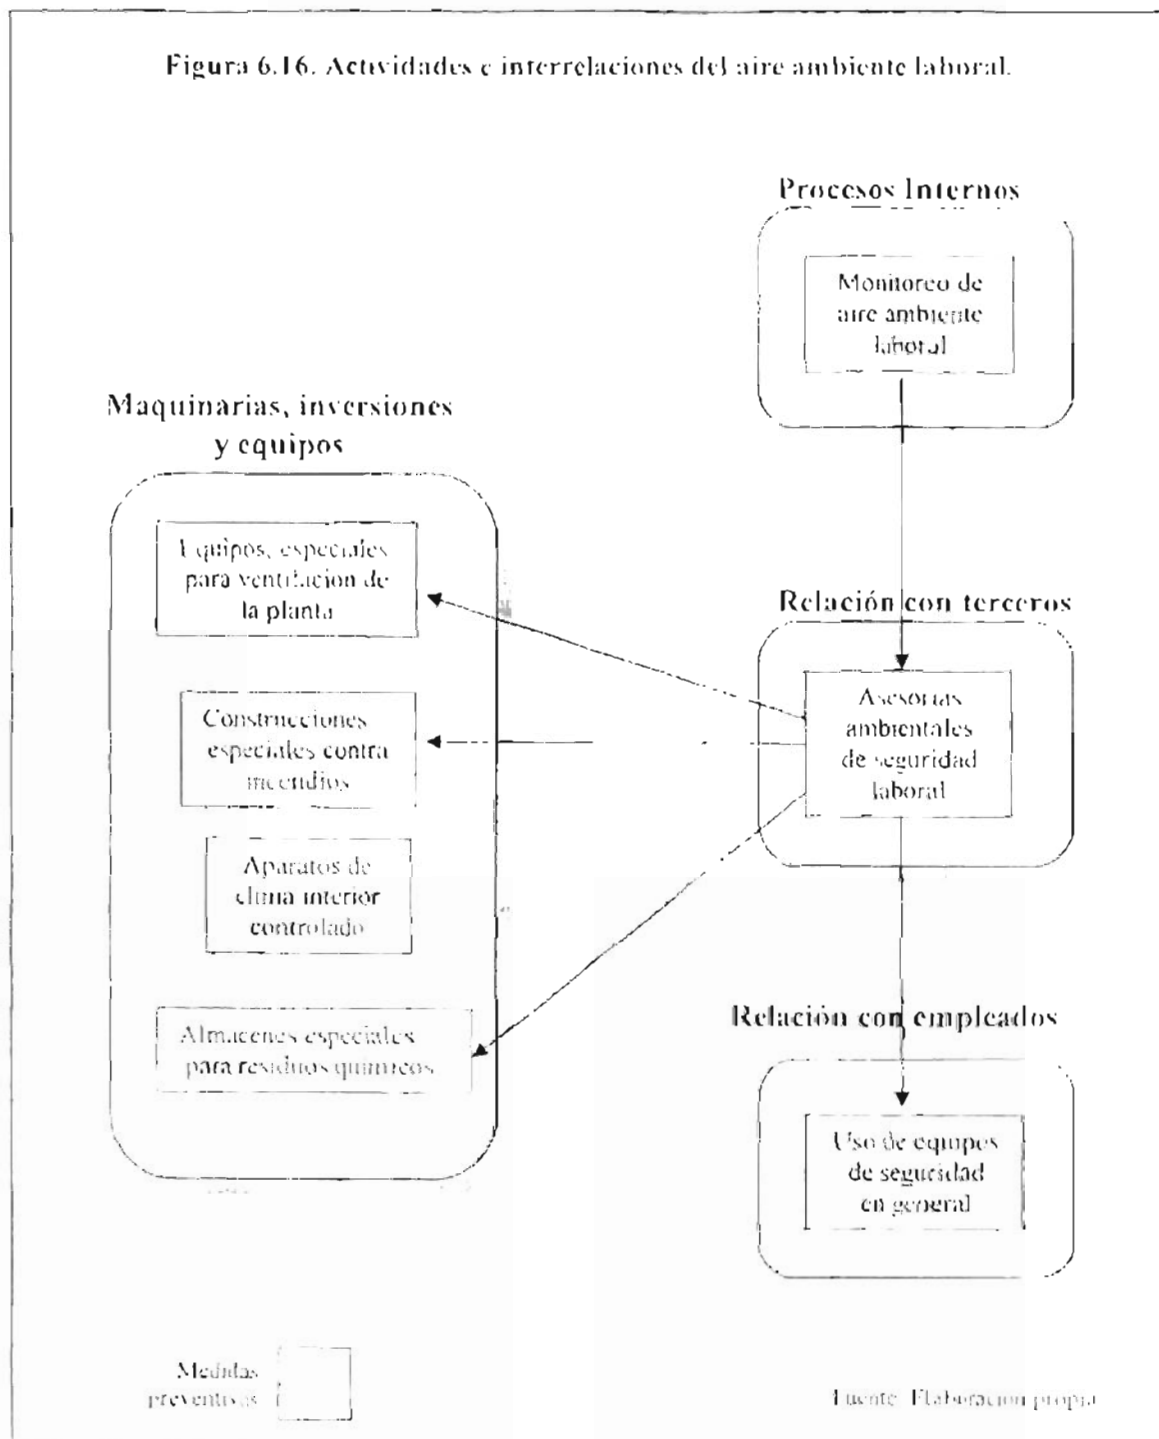 Figura 6.16. Actividades e interrelaciones del aire ambiente laboral.
Procesos Internos
Monitoreo de
aire ambiente
laboral
Maquinarias, inversiones
y equipos
Equipos, especiales
para ventilacion de
la planta
Construcciones
especiales contra
incendios
Aparatos de
clima interior
controlado
Almacenes especiales
para residuos químicos
Relación con terceros
Asesorías
ambientales
de seguridad
laboral
Relación con empleados
Uso de equipos
de seguridad
en general
Medidas
preventivas
Fuente: Elaboración propia